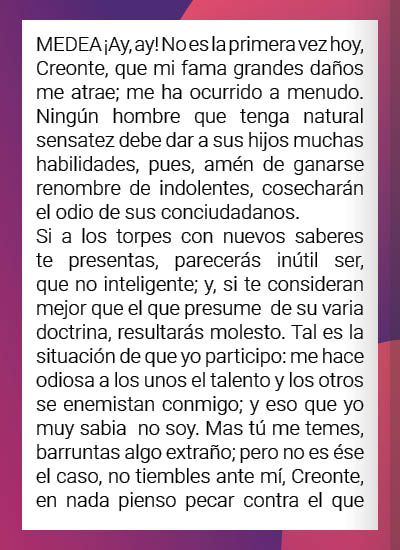 MEDEA ¡Ay, ay! No es la primera vez hoy,
Creonte, que mi fama grandes daños
me atrae; me ha ocurrido a menudo.
Ningún hombre que tenga natural
sensatez debe dar a sus hijos muchas
habilidades, pues, amén de ganarse
renombre de indolentes, cosecharán
el odio de sus conciudadanos.
Si a los torpes con nuevos saberes
te presentas, parecerás inútil ser,
que no inteligente; y, si te consideran
mejor que el que presume de su varia
doctrina, resultarás molesto. Tal es la
situación de que yo participo: me hace
odiosa a los unos el talento y los otros
se enemistan conmigo; y eso que yo
muy sabia no soy. Mas tú me temes,
barruntas algo extraño; pero no es ése
el caso, no tiembles ante mí, Creonte,
en nada pienso pecar contra el que